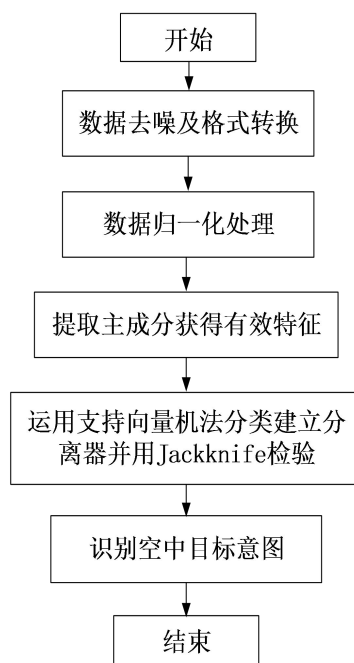 开始
数据去噪及格式转换
数据归一化处理
提取主成分获得有效特征
运用支持向量机法分类建立分
离器并用Jackknife检验
识别空中目标意图
结束